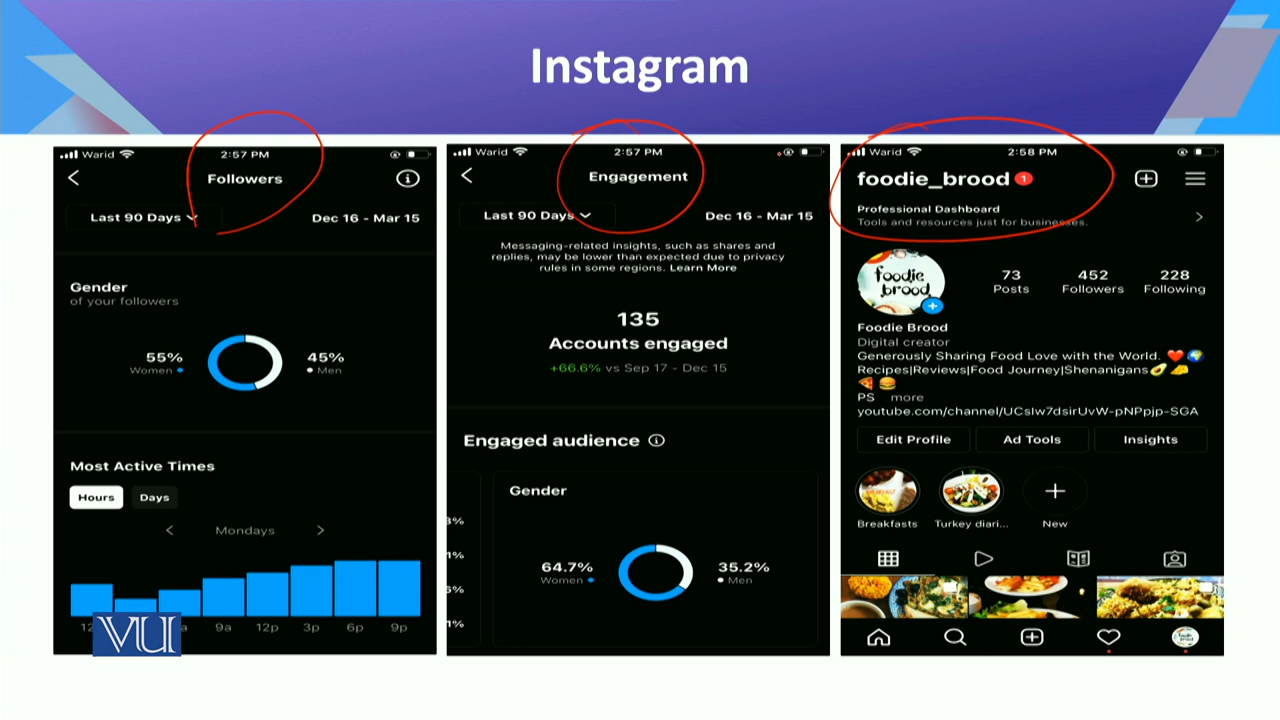 Instagram
Warid 2:57 PM
Followers
Last 90 Days Dec 16 - Mar 15
Gender
of your followers
55% 45%
Women Men
Most Active Times
Hours Days
Mondays
9a 12p 3p 6p 9p
VU
Warid 2:57 PM
Engagement
Last 90 Days Dec 16 - Mar 15
Messaging-related insights, such as shares and
replies, may be lower than expected due to privacy
rules in some regions. Learn More
135
Accounts engaged
+66.6% vs Sep 17 - Dec 15
Engaged audience
Gender
64.7% 35.2%
Women Men
Warid 2:58 PM
foodie_brood 1
Professional Dashboard
Tools and resources just for businesses.
foodie
brood
73 452 228
Posts Followers Following
Foodie Brood
Digital creator
Generously Sharing Food Love with the World. ❤️🌍
Recipes|Reviews|Food Journey|Shenanigans🥑🧀
🍕🍔
PS more
youtube.com/channel/UCsIw7dsirUvW-pNPpjp-SGA
Edit Profile Ad Tools Insights
Breakfasts Turkey diari... New